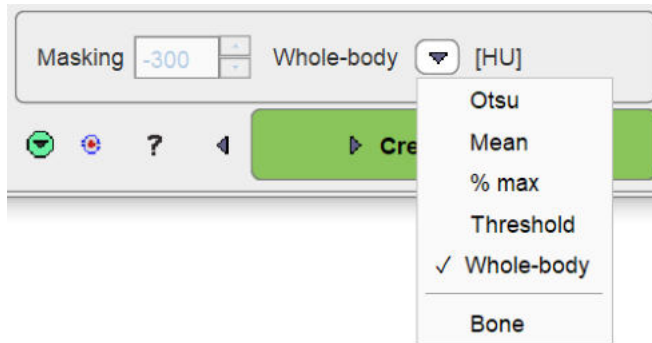 Masking -300 Whole-body [HU]
Otsu
? Cre Mean
% max
Threshold
✓ Whole-body
Bone